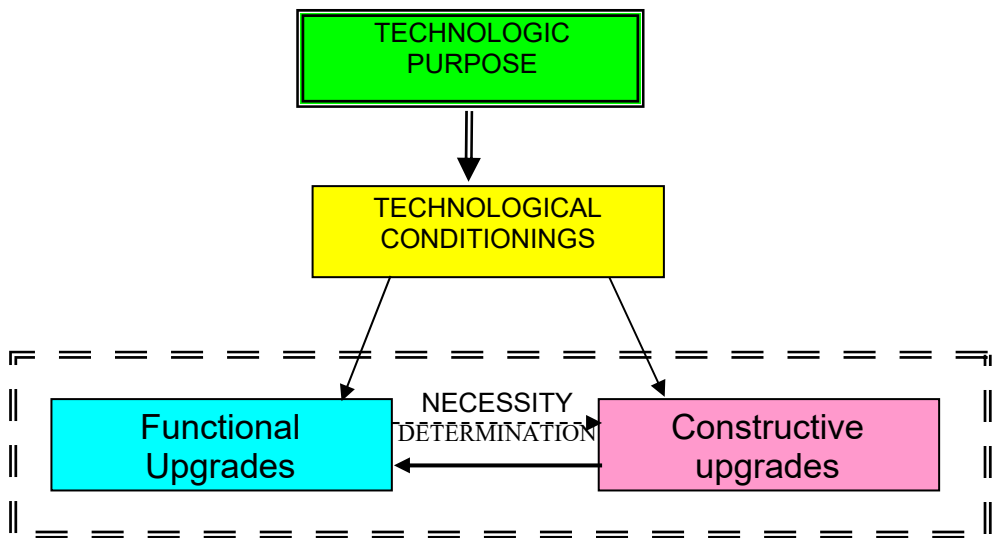 TECHNOLOGIC
PURPOSE
TECHNOLOGICAL
CONDITIONINGS
Functional
Upgrades
NECESSITY
DETERMINATION
Constructive
upgrades